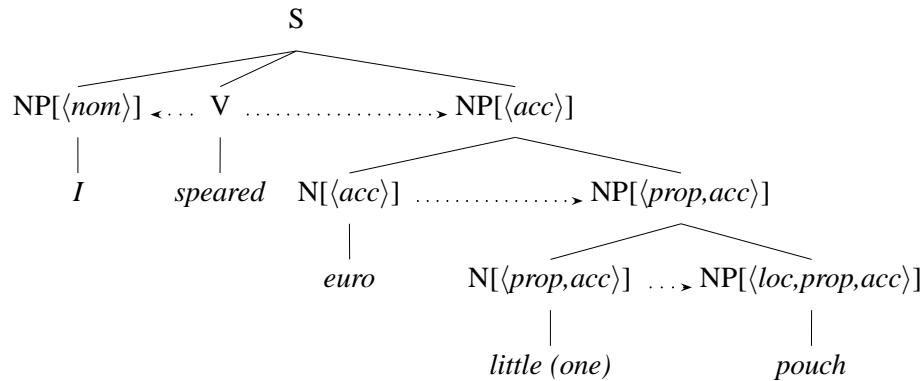 S
NP[⟨nom⟩] V NP[⟨acc⟩]
I speared N[⟨acc⟩] NP[⟨prop,acc⟩]
euro N[⟨prop,acc⟩] NP[⟨loc,prop,acc⟩]
little (one) pouch